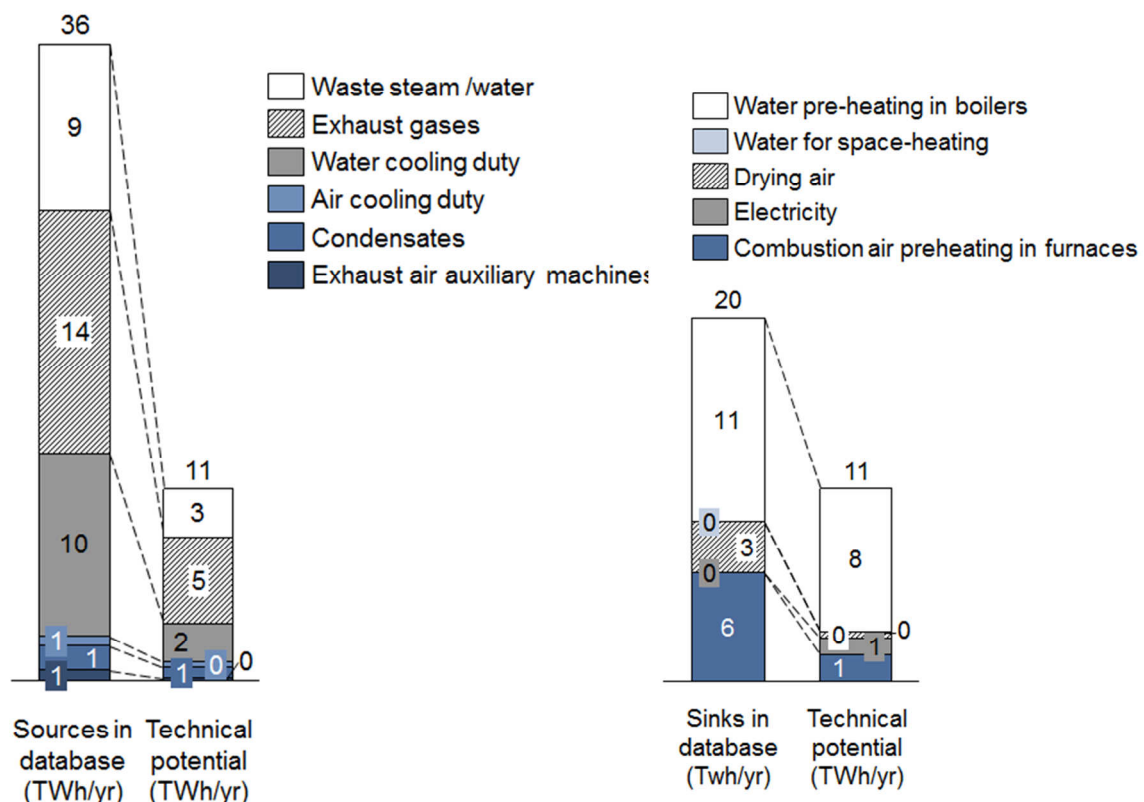 36
9
14
10
1
1
1
11
3
5
2
0
1
0
Waste steam /water
Exhaust gases
Water cooling duty
Air cooling duty
Condensates
Exhaust air auxiliary machines
Sources in
database
(TWh/yr)
Technical
potential
(TWh/yr)
Water pre-heating in boilers
Water for space-heating
Drying air
Electricity
Combustion air preheating in furnaces
20
11
0
3
0
6
11
8
0
0
1
1
Sinks in
database
(Twh/yr)
Technical
potential
(TWh/yr)